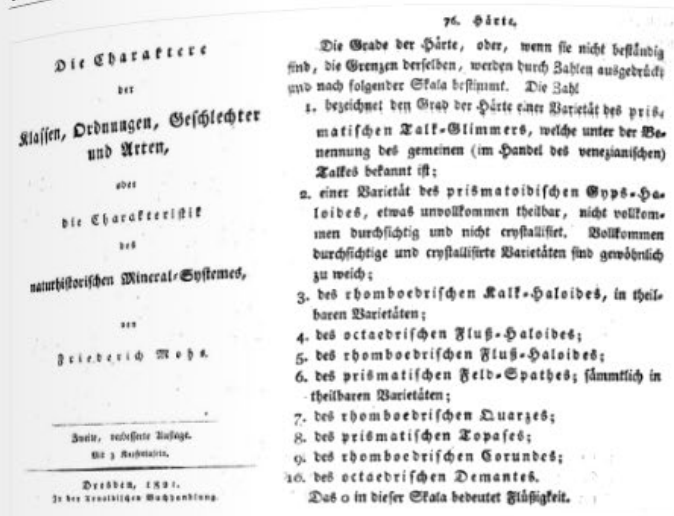 Die Charaktere
der
Klassen, Ordnungen, Geschlechter
und Arten,
oder
die Charakteristik
des
naturhistorischen Mineral-Systemes,
von
Friederich Mohs.
Zweite, verbesserte Auflage.
Mit 3 Kupfertafeln.
Dresden, 1821.
In der Arnoldischen Buchhandlung.
76. Härte.
Die Grade der Härte, oder, wenn sie nicht beständig
sind, die Grenzen derselben, werden durch Zahlen ausgedrückt
und nach folgender Skala bestimmt. Die Zahl
1. bezeichnet den Grad der Härte einer Varietät des pris-
matischen Talk-Glimmers, welche unter der Be-
nennung des gemeinen (im Handel des venezianischen)
Talkes bekannt ist;
2. einer Varietät des prismatoidischen Gyps-Ha-
loides, etwas unvollkommen theilbar, nicht vollkom-
men durchsichtig und nicht crystallisirt. Vollkommen
durchsichtige und crystallisirte Varietäten sind gewöhnlich
zu weich;
3. des rhomboedrischen Kalk-Haloides, in theil-
baren Varietäten;
4. des octaedrischen Fluß-Haloides;
5. des rhomboedrischen Fluß-Haloides;
6. des prismatischen Feld-Spathes; sämmtlich in
theilbaren Varietäten;
7. des rhomboedrischen Quarzes;
8. des prismatischen Topases;
9. des rhomboedrischen Corundes;
10. des octaedrischen Demantes.
Das 0 in dieser Skala bedeutet Flüßigkeit.